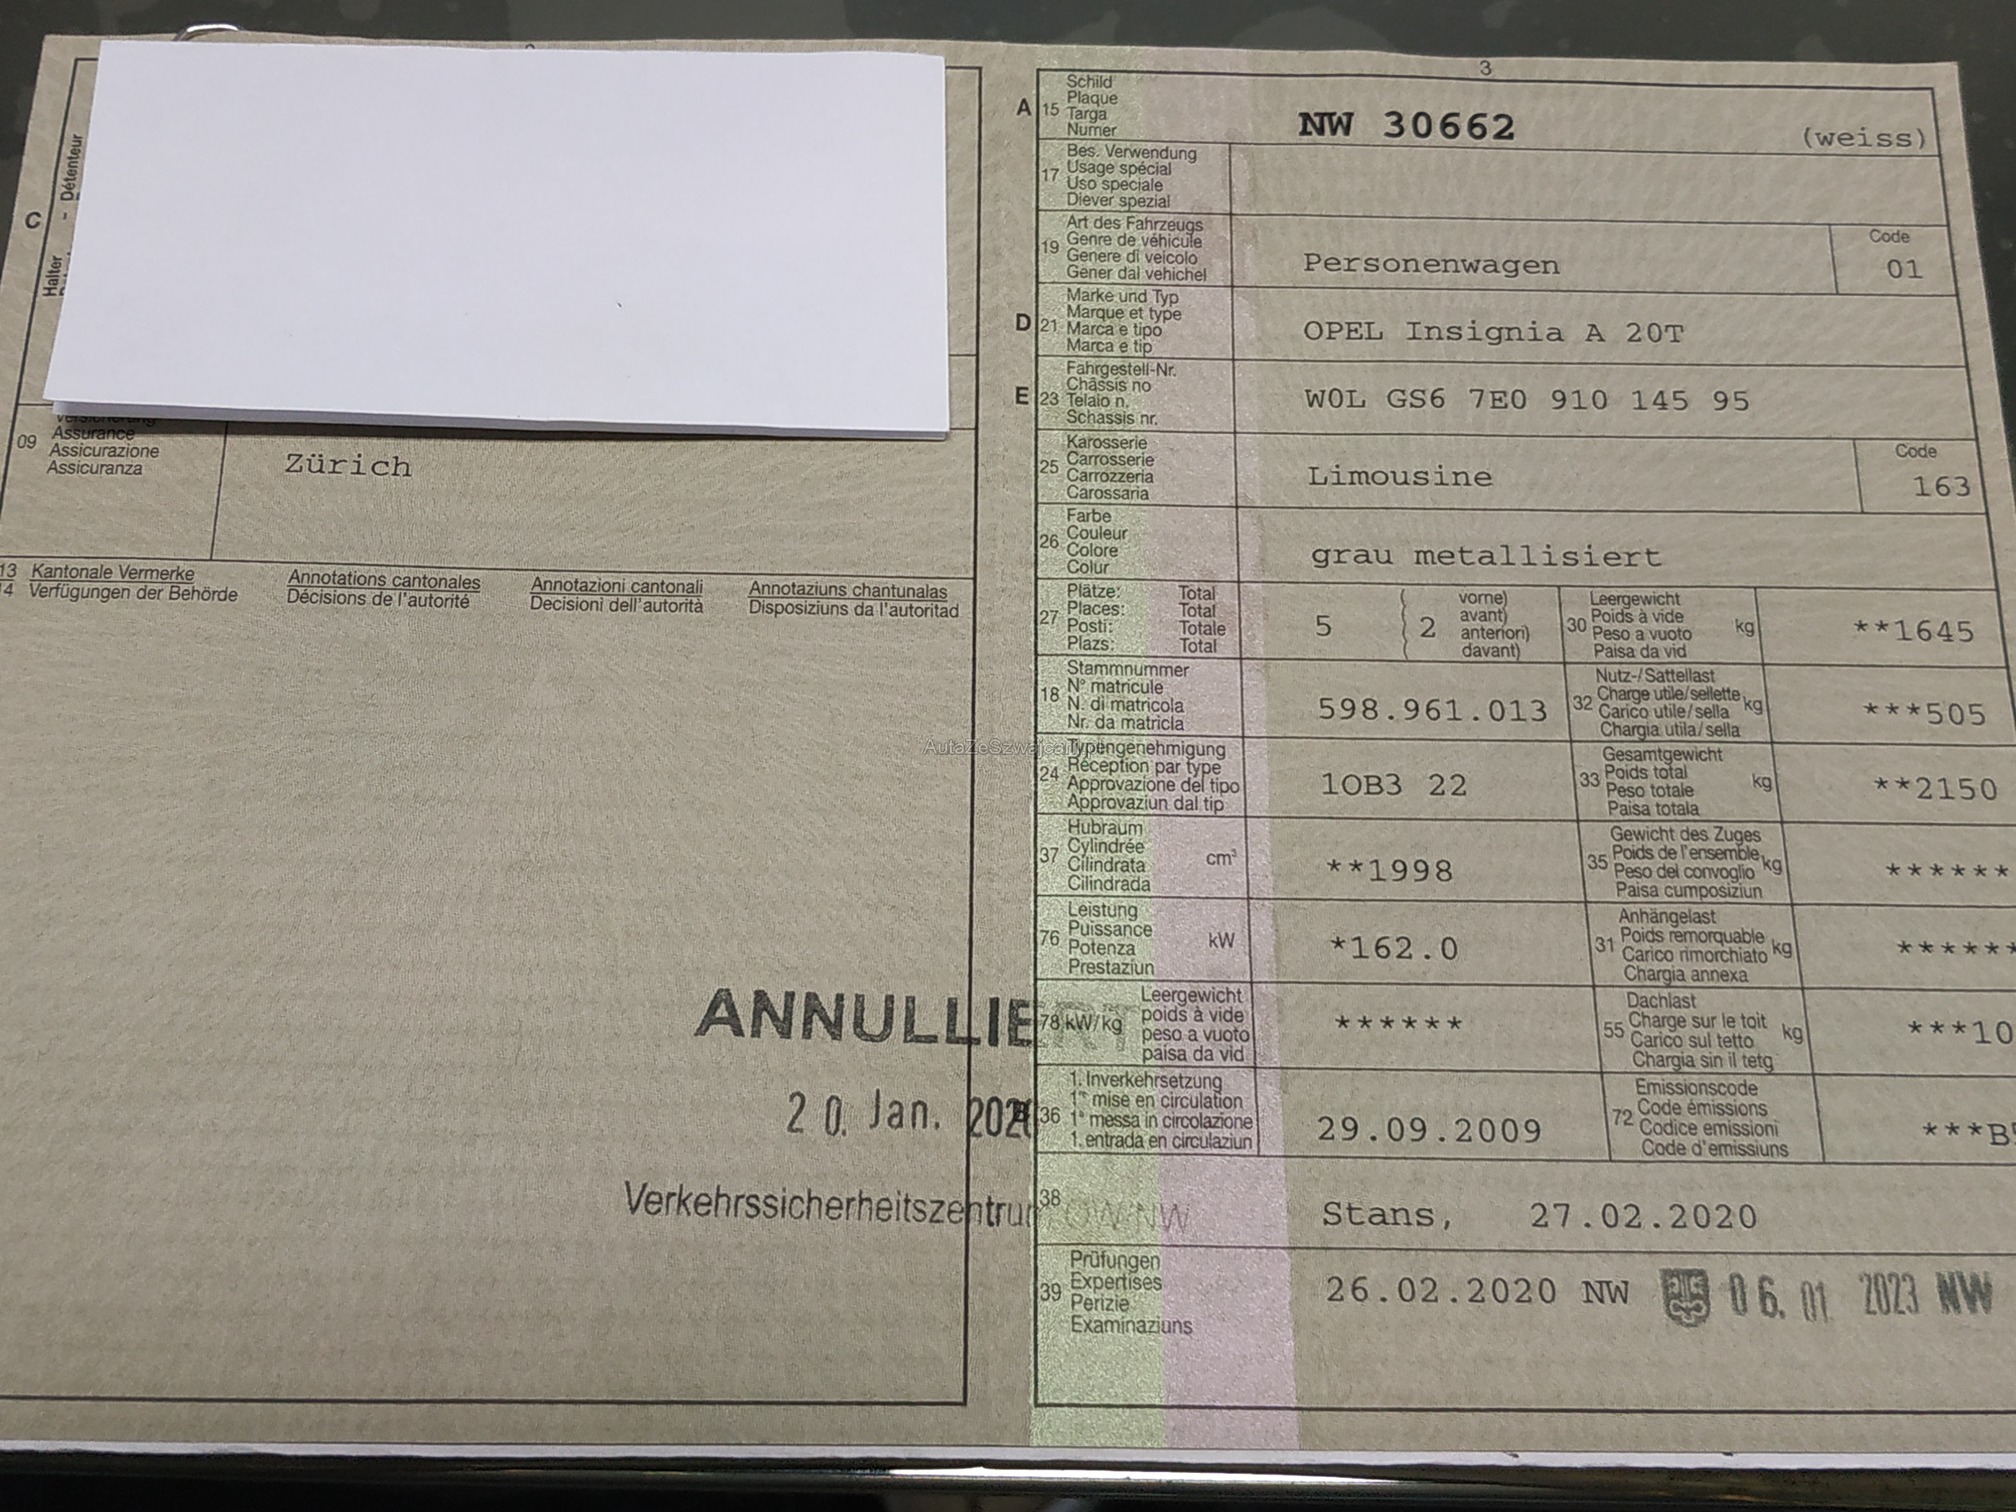 C
Halter - Détenteur
Assurance
09 Assicurazione
Assicuranza
Zürich
13 Kantonale Vermerke Annotations cantonales Annotazioni cantonali Annotaziuns chantunalas
Verfügungen der Behörde Décisions de l'autorité Decisioni dell'autorità Disposiziuns da l'autoritad
ANNULLIERT
20. Jan.
Verkehrssicherheitszentrum OW/NW
3
A 15 Schild
Plaque
Targa
Numer
NW 30662 (weiss)
17 Bes. Verwendung
Usage spécial
Uso speciale
Diever spezial
19 Art des Fahrzeugs
Genre de véhicule
Genere di veicolo
Gener dal vehichel
Personenwagen
Code
01
D 21 Marke und Typ
Marque et type
Marca e tipo
Marca e tip
OPEL Insignia A 20T
E 23 Fahrgestell-Nr.
Châssis no
Telaio n.
Schassis nr.
W0L GS6 7E0 910 145 95
25 Karosserie
Carrosserie
Carrozzeria
Carossaria
Limousine
Code
163
26 Farbe
Couleur
Colore
Colur
grau metallisiert
27 Plätze: Total
Places: Total
Posti: Totale
Plazs: Total
5 ( 2 vorne)
avant)
anteriori)
davant)
30 Leergewicht
Poids à vide
Peso a vuoto
Paisa da vid
kg
**1645
18 Stammnummer
N° matricule
N. di matricola
Nr. da matricla
598.961.013
32 Nutz-/Sattellast
Charge utile/sellette
Carico utile/sella
Chargia utila/sella
kg
***505
AutaZeSzwajcarii
24 Typengenehmigung
Réception par type
Approvazione del tipo
Approvaziun dal tip
1OB3 22
33 Gesamtgewicht
Poids total
Peso totale
Paisa totala
kg
**2150
37 Hubraum
Cylindrée
Cilindrata
Cilindrada
cm³
**1998
35 Gewicht des Zuges
Poids de l'ensemble
Peso del convoglio
Paisa cumposiziun
kg
******
76 Leistung
Puissance
Potenza
Prestaziun
kW
*162.0
31 Anhängelast
Poids remorquable
Carico rimorchiato
Chargia annexa
kg
******
78 kW/kg Leergewicht
poids à vide
peso a vuoto
paisa da vid
******
55 Dachlast
Charge sur le toit
Carico sul tetto
Chargia sin il tetg
kg
***10
36 1. Inverkehrsetzung
1re mise en circulation
1a messa in circolazione
1. entrada en circulaziun
29.09.2009
72 Emissionscode
Code émissions
Codice emissioni
Code d'emissiuns
***B
38 Stans, 27.02.2020
39 Prüfungen
Expertises
Perizie
Examinaziuns
26.02.2020 NW 06. 01. 2023 NW